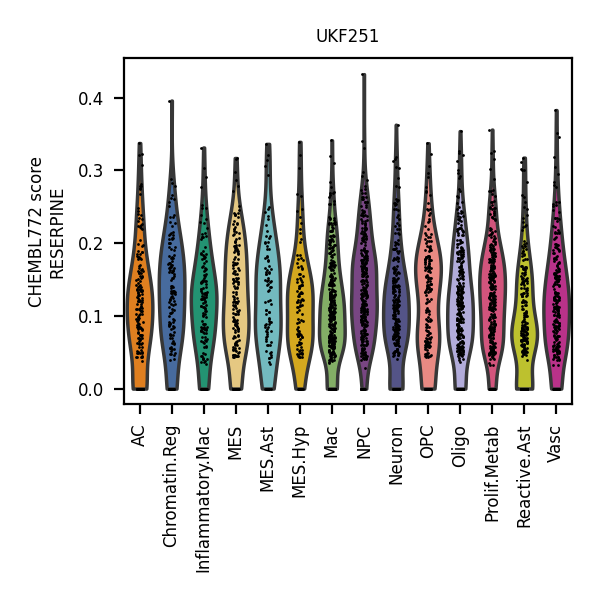 UKF251
CHEMBL772 score
RESERPINE
0.4
0.3
0.2
0.1
0.0
AC
Chromatin.Reg
Inflammatory.Mac
MES
MES.Ast
MES.Hyp
Mac
NPC
Neuron
OPC
Oligo
Prolif.Metab
Reactive.Ast
Vasc